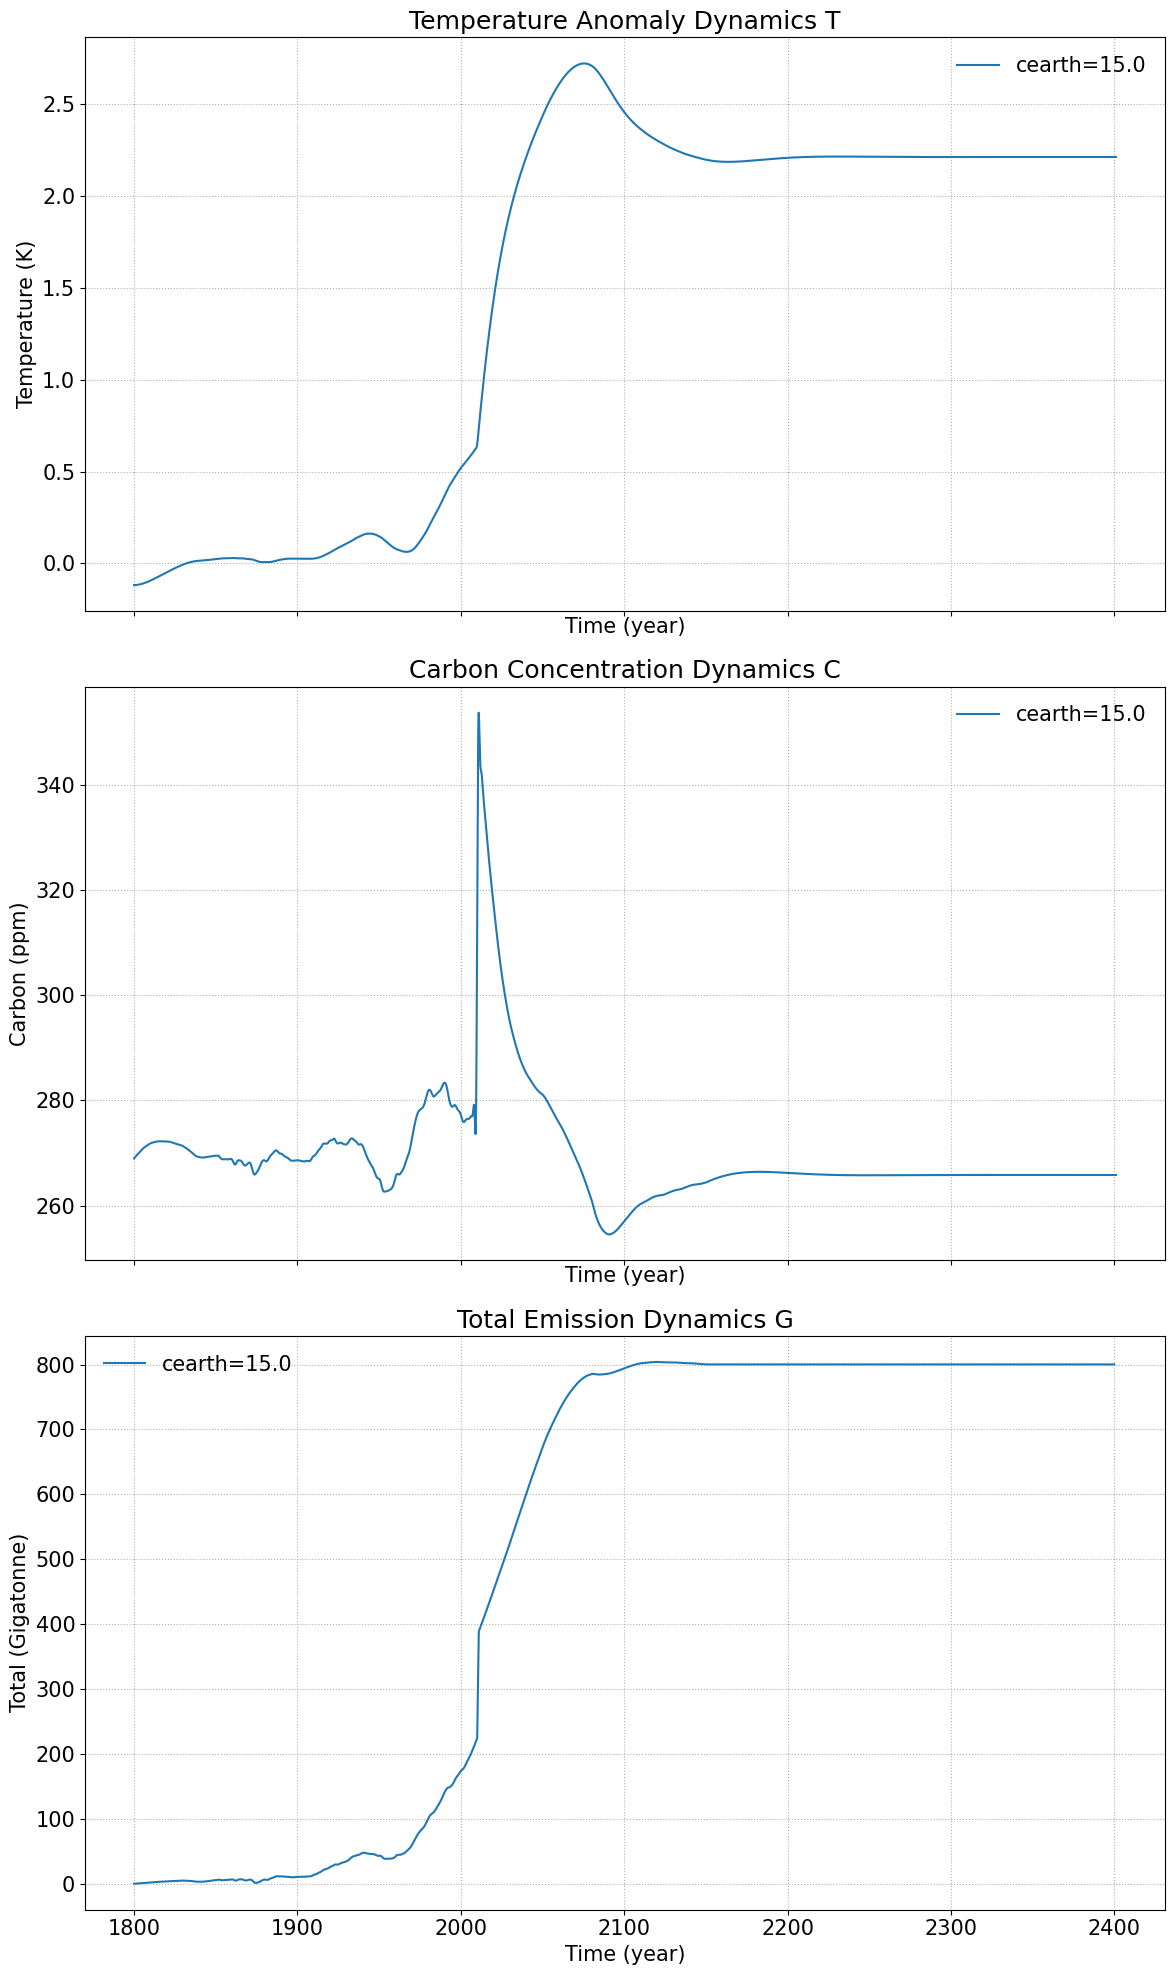 Temperature Anomaly Dynamics T
cearth=15.0
2.5
2.0
1.5
1.0
0.5
0.0
Temperature (K)
Time (year)
Carbon Concentration Dynamics C
cearth=15.0
340
320
300
280
260
Carbon (ppm)
Time (year)
Total Emission Dynamics G
cearth=15.0
800
700
600
500
400
300
200
100
0
Total (Gigatonne)
1800 1900 2000 2100 2200 2300 2400
Time (year)